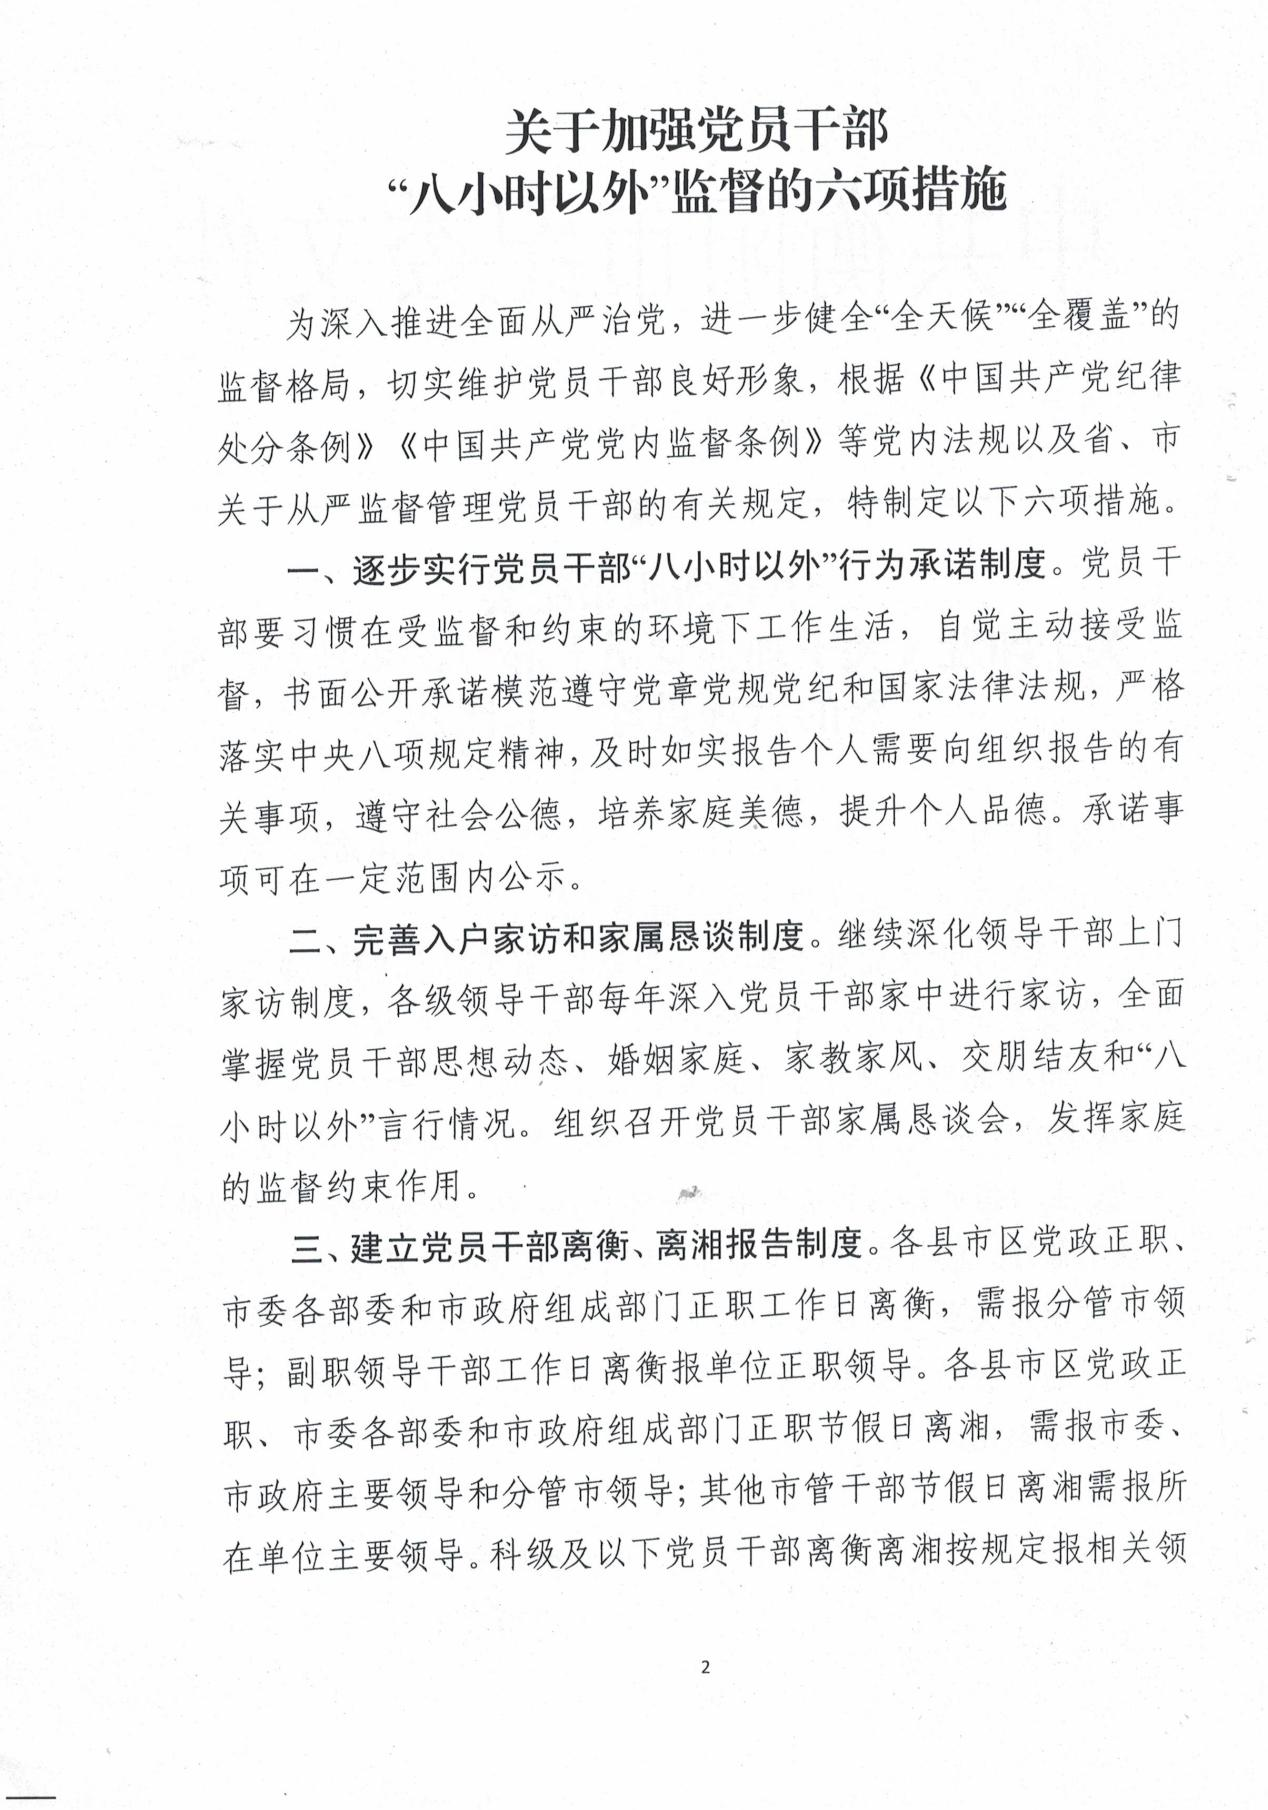 关于加强党员干部
“八小时以外”监督的六项措施
为深入推进全面从严治党，进一步健全“全天候”“全覆盖”的
监督格局，切实维护党员干部良好形象，根据《中国共产党纪律
处分条例》《中国共产党党内监督条例》等党内法规以及省、市
关于从严监督管理党员干部的有关规定，特制定以下六项措施。
一、逐步实行党员干部“八小时以外”行为承诺制度。党员干
部要习惯在受监督和约束的环境下工作生活，自觉主动接受监
督，书面公开承诺模范遵守党章党规党纪和国家法律法规，严格
落实中央八项规定精神，及时如实报告个人需要向组织报告的有
关事项，遵守社会公德，培养家庭美德，提升个人品德。承诺事
项可在一定范围内公示。
二、完善入户家访和家属恳谈制度。继续深化领导干部上门
家访制度，各级领导干部每年深入党员干部家中进行家访，全面
掌握党员干部思想动态、婚姻家庭、家教家风、交朋结友和“八
小时以外”言行情况。组织召开党员干部家属恳谈会，发挥家庭
的监督约束作用。
三、建立党员干部离衡、离湘报告制度。各县市区党政正职、
市委各部委和市政府组成部门正职工作日离衡，需报分管市领
导；副职领导干部工作日离衡报单位正职领导。各县市区党政正
职、市委各部委和市政府组成部门正职节假日离湘，需报市委、
市政府主要领导和分管市领导；其他市管干部节假日离湘需报所
在单位主要领导。科级及以下党员干部离衡离湘按规定报相关领
2